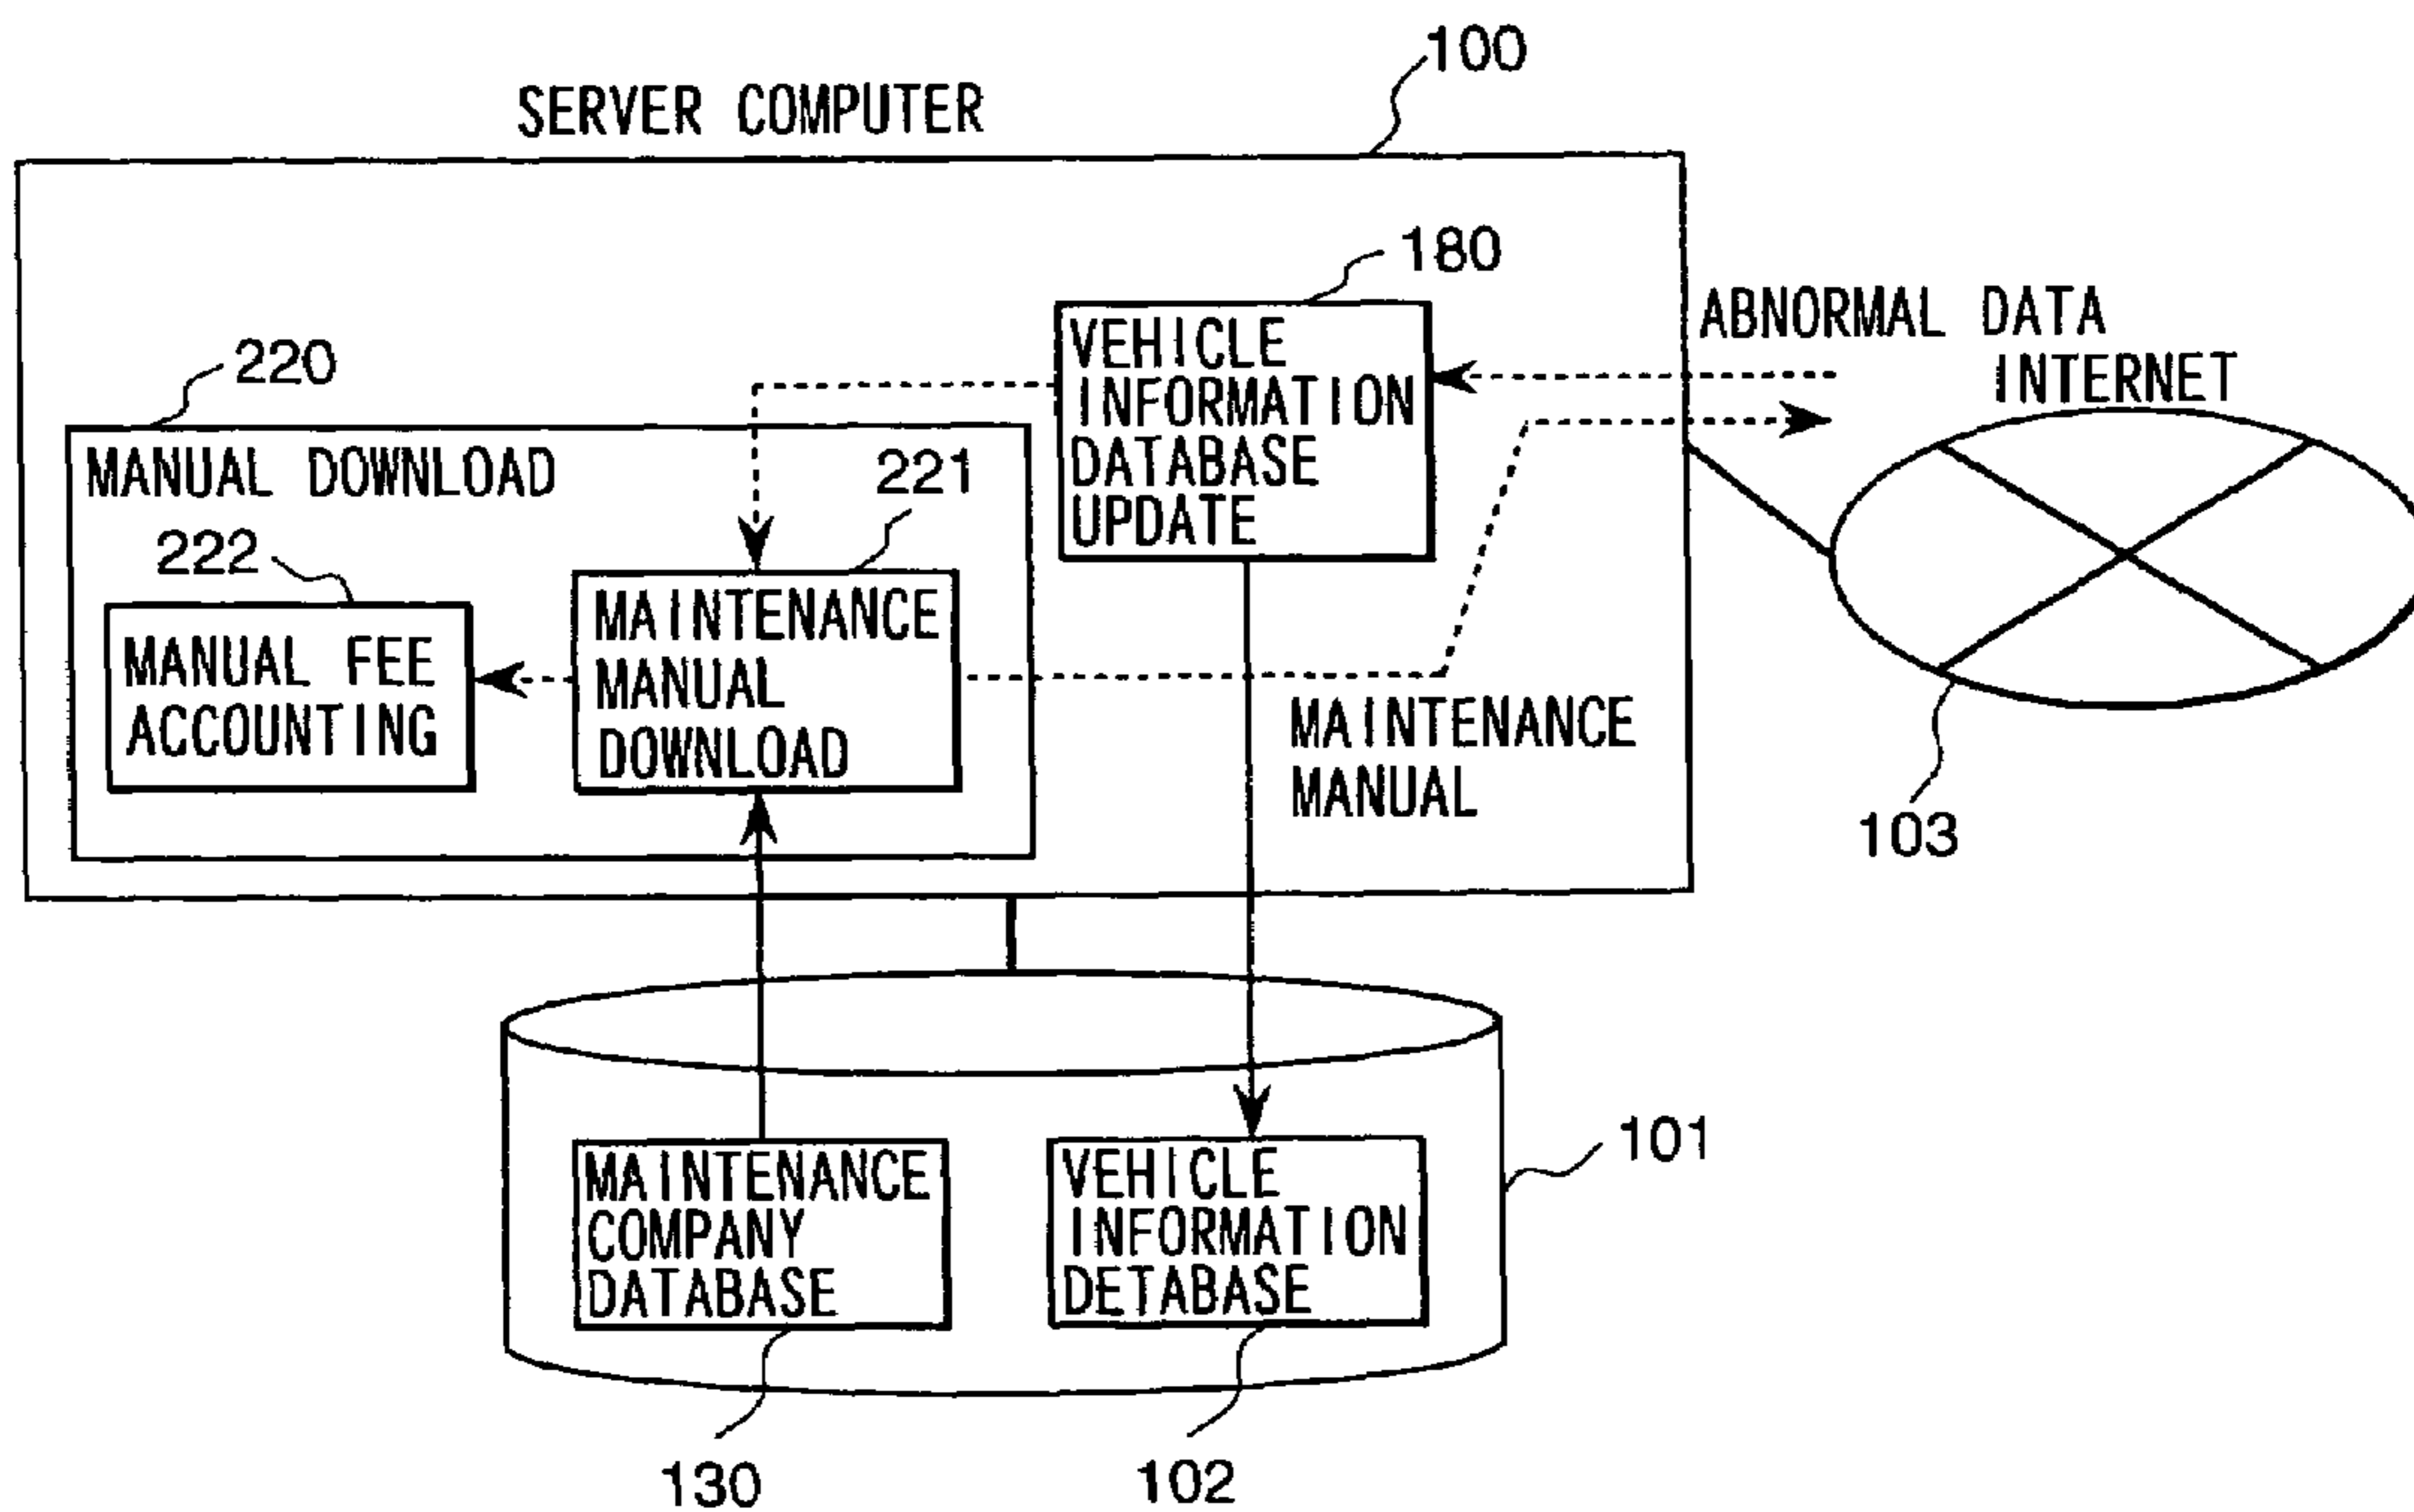 100
SERVER COMPUTER
180
VEHICLE
INFORMATION
DATABASE
UPDATE
ABNORMAL DATA
INTERNET
220
MANUAL DOWNLOAD
221
222
MANUAL FEE
ACCOUNTING
MAINTENANCE
MANUAL
DOWNLOAD
MAINTENANCE
MANUAL
103
MAINTENANCE
COMPANY
DATABASE
VEHICLE
INFORMATION
DETABASE
101
130
102